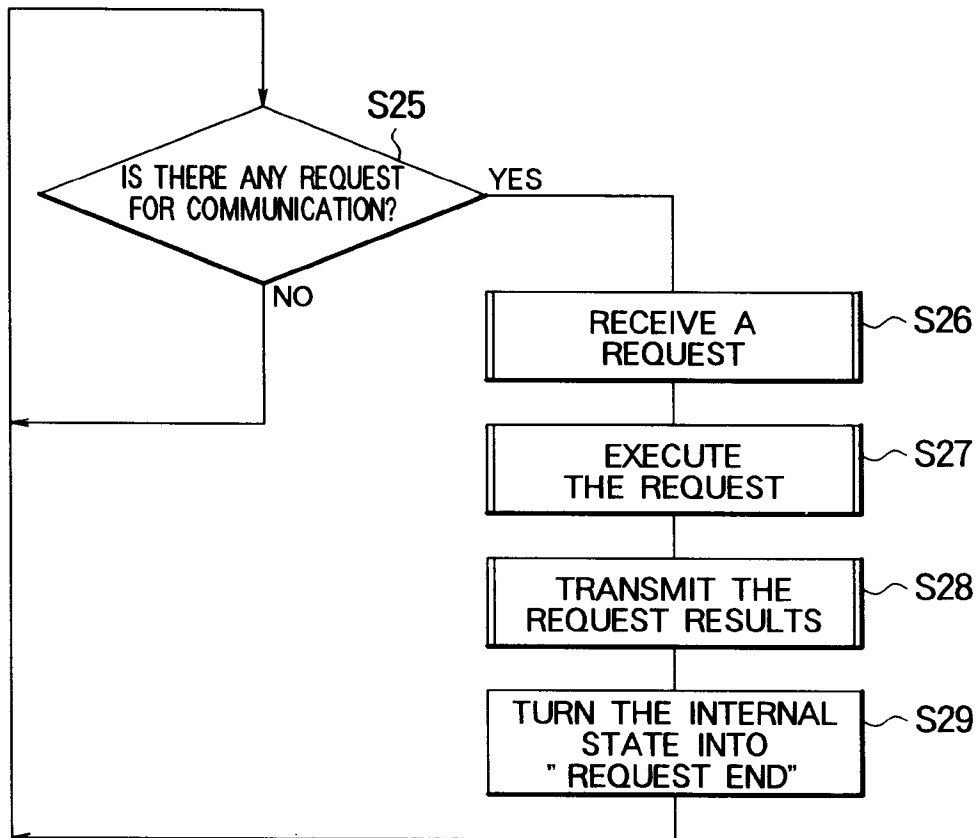 S25
IS THERE ANY REQUEST
FOR COMMUNICATION?
YES
NO
RECEIVE A
REQUEST
S26
EXECUTE
THE REQUEST
S27
TRANSMIT THE
REQUEST RESULTS
S28
TURN THE INTERNAL
STATE INTO
" REQUEST END"
S29